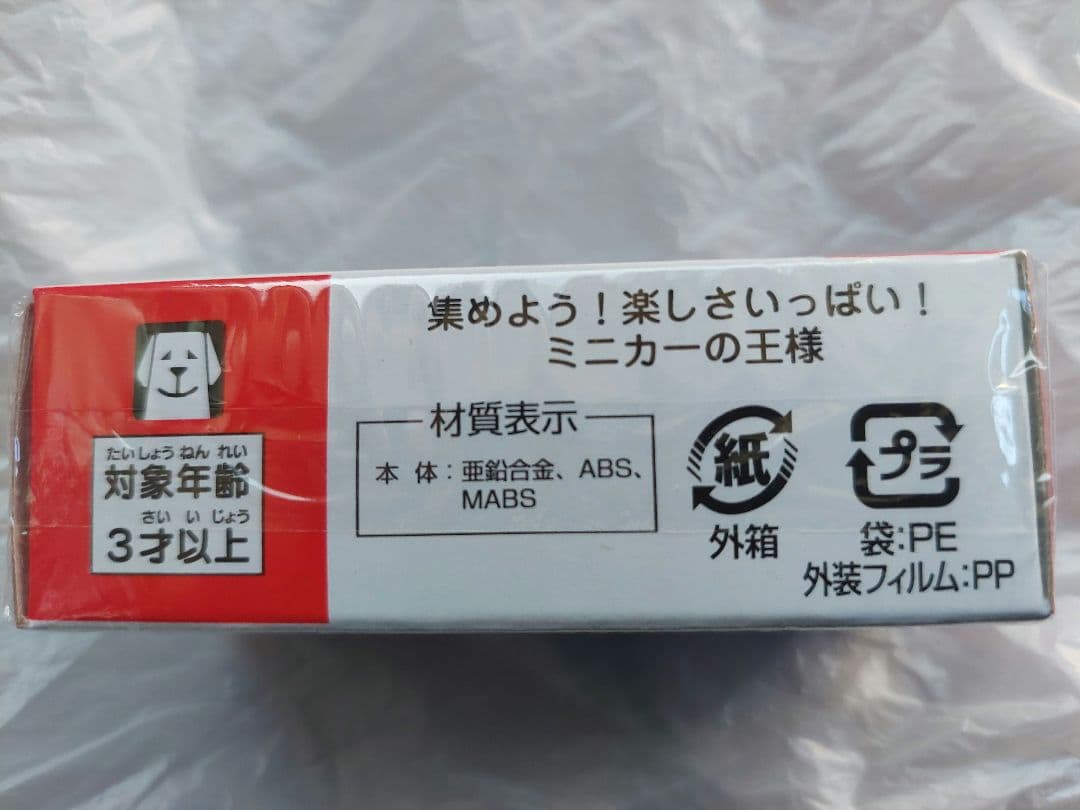 集めよう！楽しさいっぱい！
ミニカーの王様
たいしょうねんれい
対象年齢
さいいじょう
3才以上
材質表示
本体：亜鉛合金、ABS、
MABS
紙
外箱
プラ
袋:PE
外装フィルム:PP